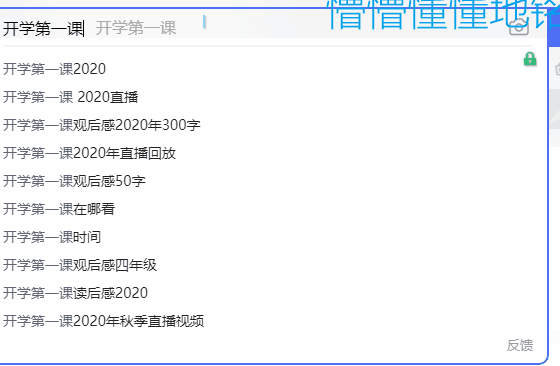 开学第一课 开学第一课
懵懵懂懂地铃
开学第一课2020
开学第一课 2020直播
开学第一课观后感2020年300字
开学第一课2020年直播回放
开学第一课观后感50字
开学第一课在哪看
开学第一课时间
开学第一课观后感四年级
开学第一课读后感2020
开学第一课2020年秋季直播视频
反馈